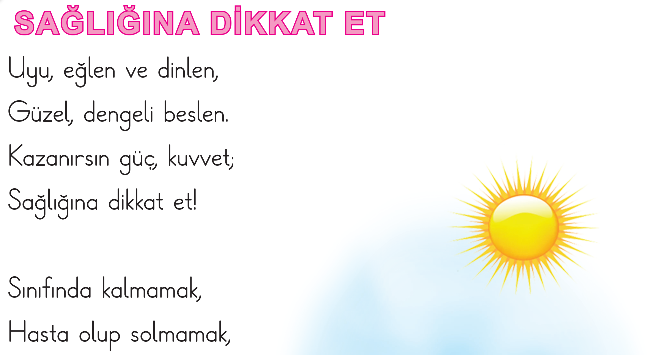 SAĞLIĞINA DİKKAT ET
Uyu, eğlen ve dinlen,
Güzel, dengeli beslen.
Kazanırsın güç, kuvvet;
Sağlığına dikkat et!
Sınıfında kalmamak,
Hasta olup solmamak,